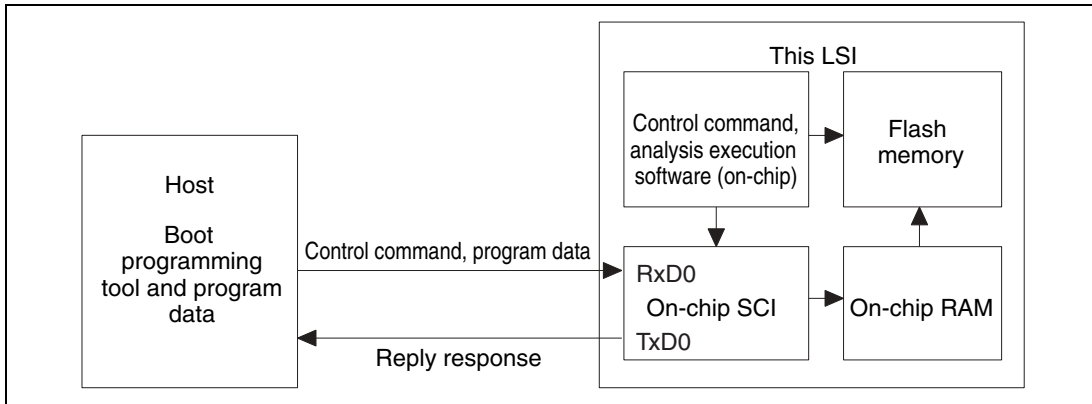 This LSI
Control command,
analysis execution
software (on-chip)
Flash
memory
Host
Boot
programming
tool and program
data
Control command, program data
RxD0
On-chip SCI
TxD0
On-chip RAM
Reply response